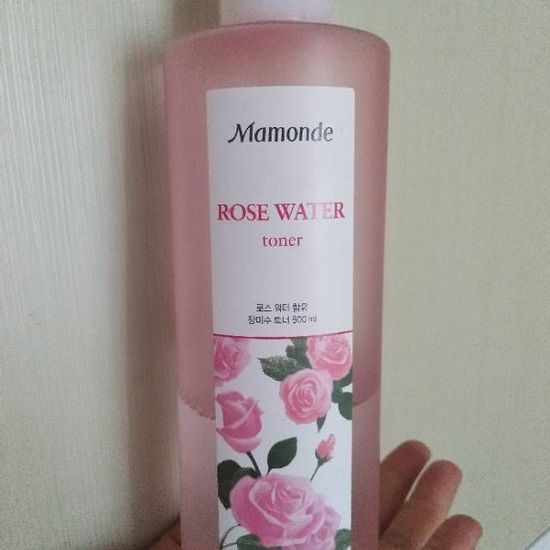 Mamonde
ROSE WATER
toner
로즈 워터 함유
장미수 토너 500 ml